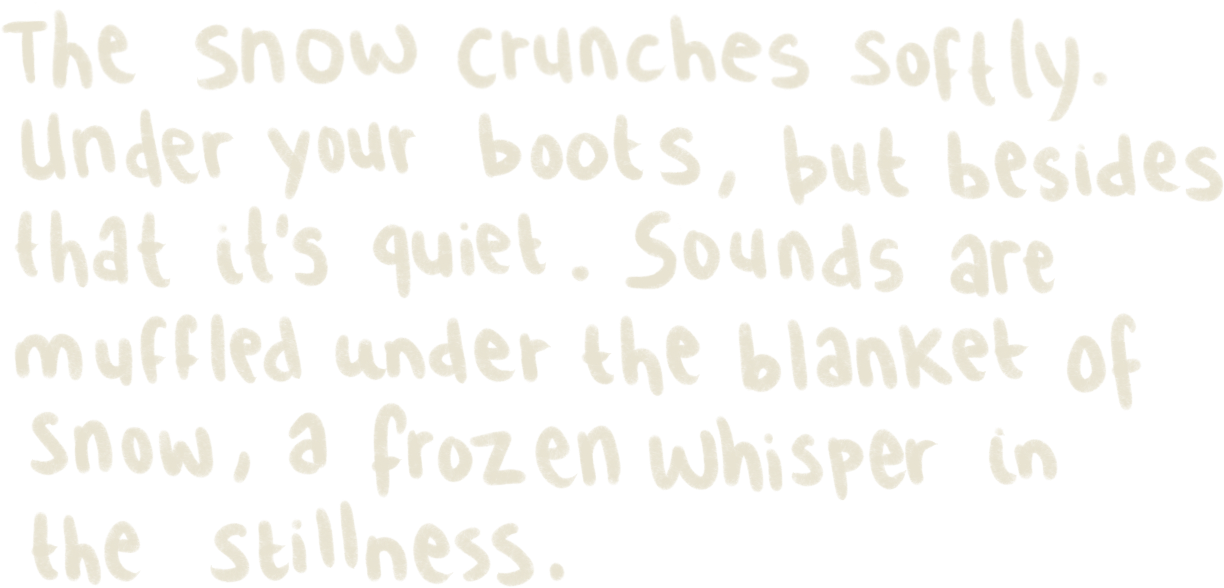 The snow crunches softly.
Under your boots, but besides
that it's quiet. Sounds are
muffled under the blanket of
snow, a frozen whisper in
the stillness.